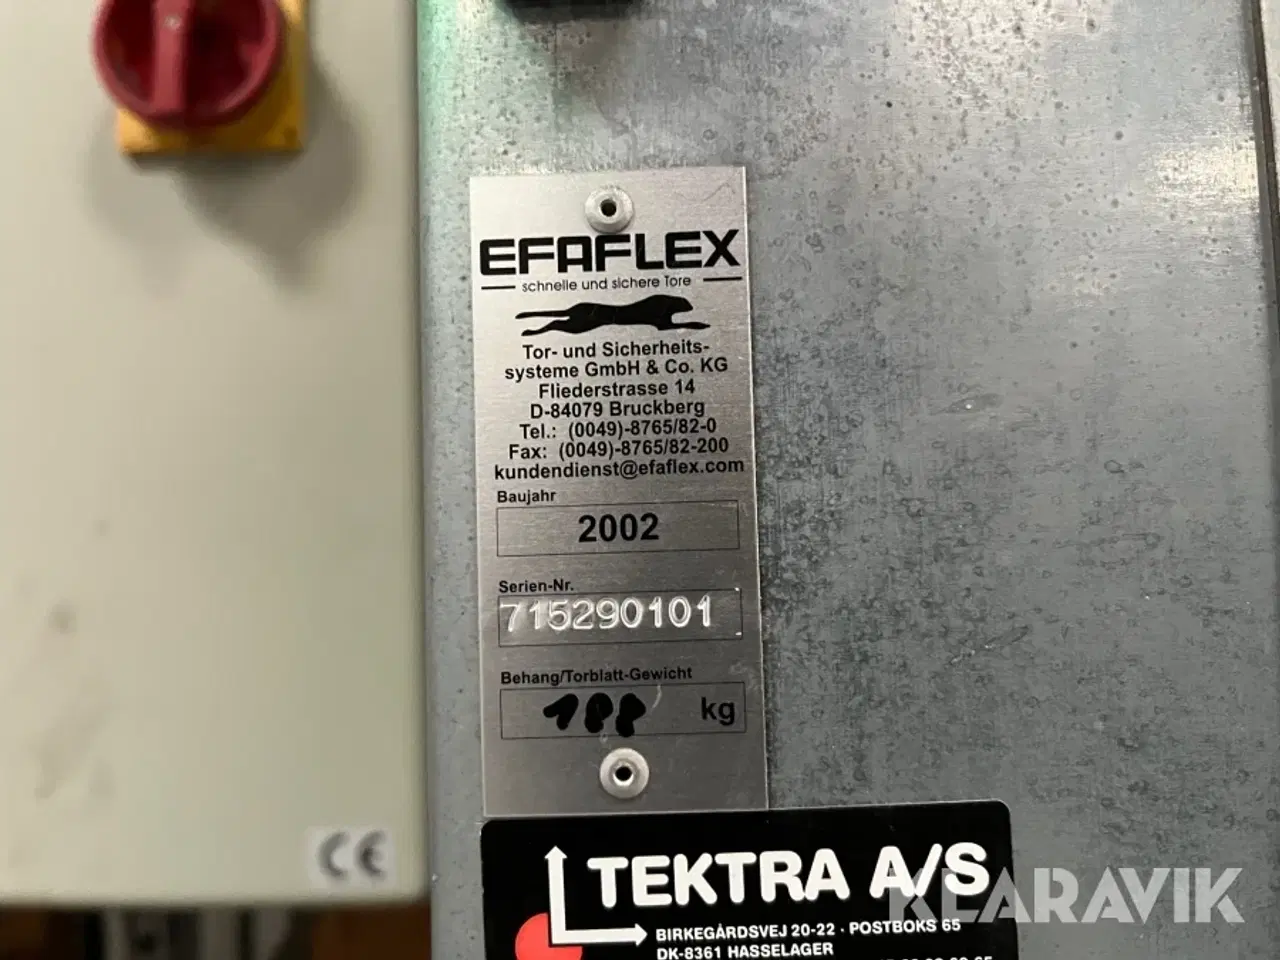 EFAFLEX
schnelle und sichere Tore
Tor- und Sicherheits-
systeme GmbH & Co. KG
Fliederstrasse 14
D-84079 Bruckberg
Tel.: (0049)-8765/82-0
Fax: (0049)-8765/82-200
kundendienst@efaflex.com
Baujahr
2002
Serien-Nr.
715290101
Behang/Torblatt-Gewicht
188 kg
CE
TEKTRA A/S
BIRKEGÅRDSVEJ 20-22 · POSTBOKS 65
DK-8361 HASSELAGER
KLARAVIK